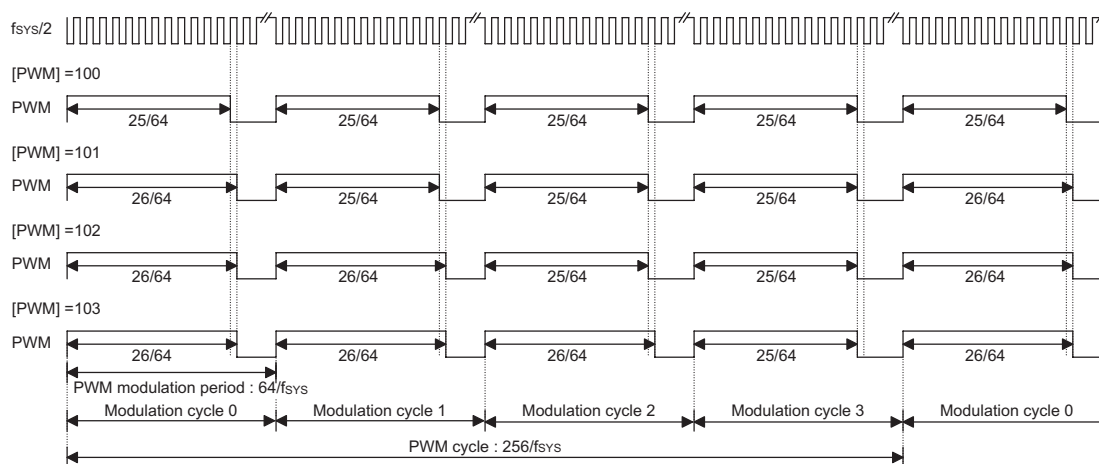 fSYS/2
[PWM] =100
PWM
25/64 25/64 25/64 25/64 25/64
[PWM] =101
PWM
26/64 25/64 25/64 25/64 26/64
[PWM] =102
PWM
26/64 26/64 25/64 25/64 26/64
[PWM] =103
PWM
26/64 26/64 26/64 25/64 26/64
PWM modulation period : 64/fSYS
Modulation cycle 0 Modulation cycle 1 Modulation cycle 2 Modulation cycle 3 Modulation cycle 0
PWM cycle : 256/fSYS